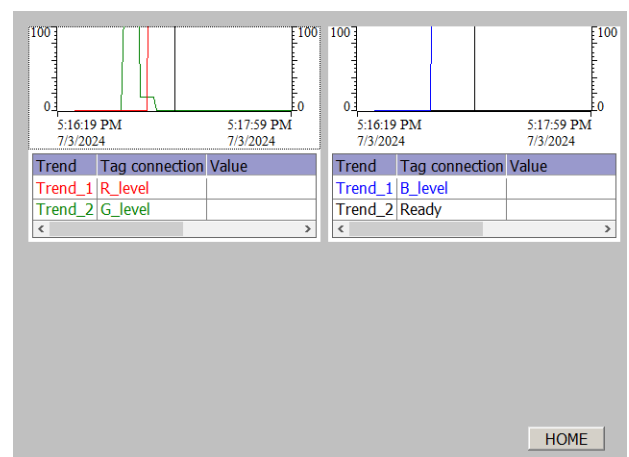 100 100
0 0
5:16:19 PM 5:17:59 PM
7/3/2024 7/3/2024
Trend Tag connection Value
Trend_1 R_level
Trend_2 G_level
100 100
0 0
5:16:19 PM 5:17:59 PM
7/3/2024 7/3/2024
Trend Tag connection Value
Trend_1 B_level
Trend_2 Ready
HOME